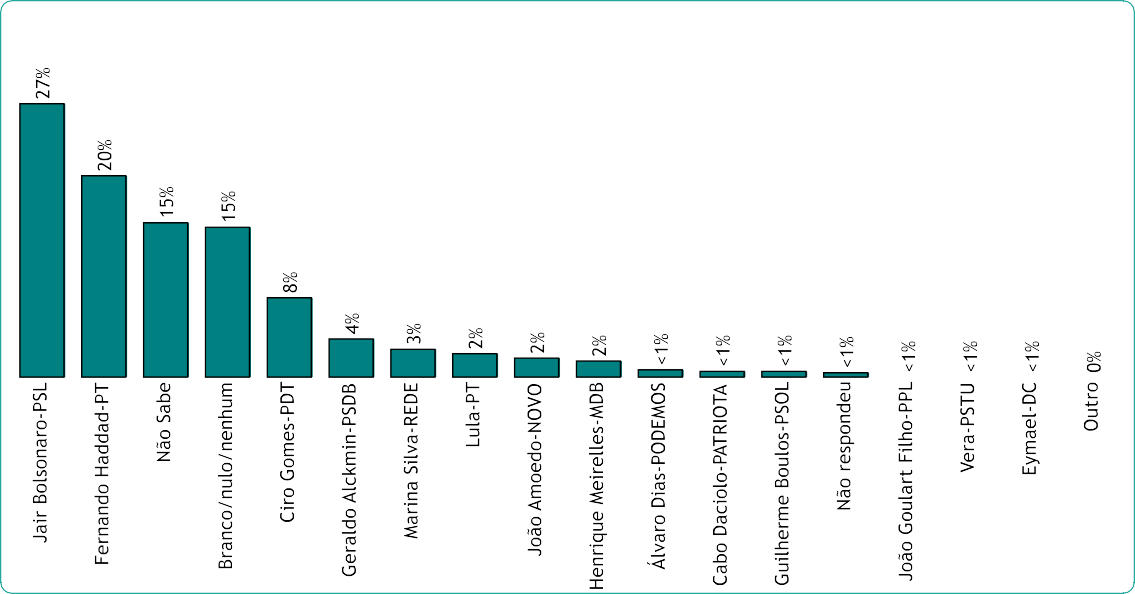 27%
20%
15%
15%
8%
4%
3%
2%
2%
2%
<1%
<1%
<1%
<1%
<1%
<1%
<1%
0%
Jair Bolsonaro-PSL
Fernando Haddad-PT
Não Sabe
Branco/nulo/nenhum
Ciro Gomes-PDT
Geraldo Alckmin-PSDB
Marina Silva-REDE
Lula-PT
João Amoedo-NOVO
Henrique Meirelles-MDB
Álvaro Dias-PODEMOS
Cabo Daciolo-PATRIOTA
Guilherme Boulos-PSOL
Não respondeu
João Goulart Filho-PPL
Vera-PSTU
Eymael-DC
Outro